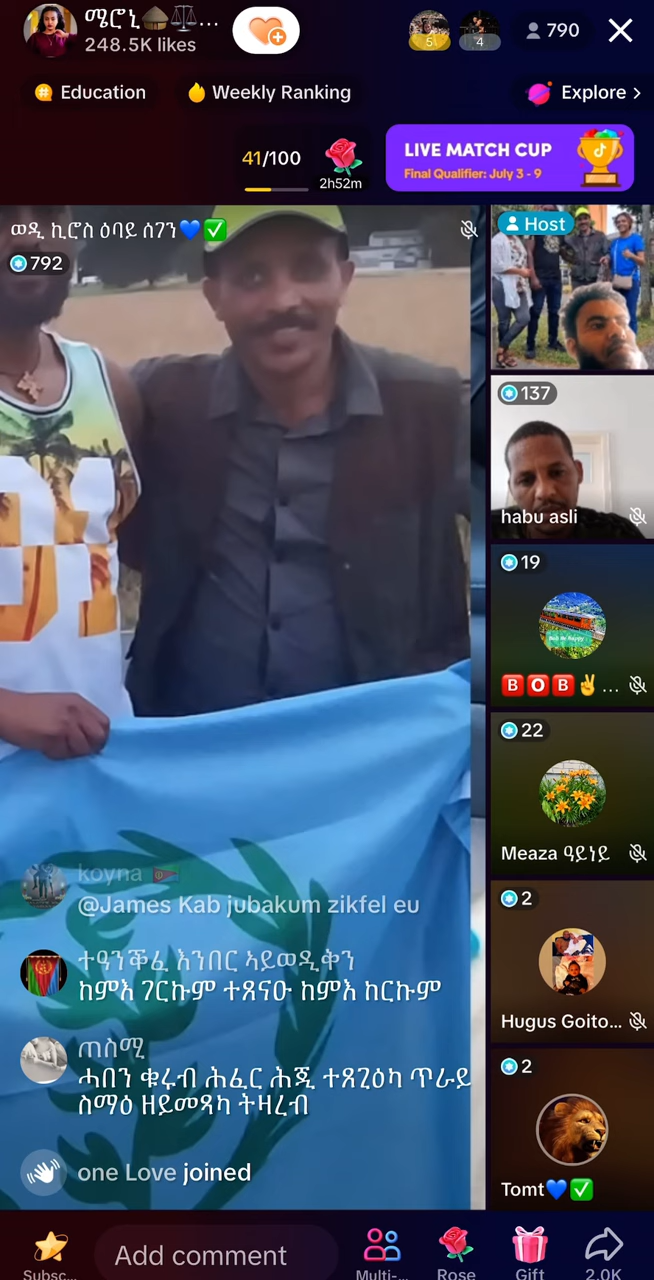 ሜሮኒ🛖⚖️...
248.5K likes
5
4
790
Education
Weekly Ranking
Explore >
41/100
2h52m
LIVE MATCH CUP
Final Qualifier: July 3 - 9
ወዲ ኪሮስ ዕባይ ሰገን💙✅
792
Host
137
habu asli
19
🅱🅾🅱✌...
22
Meaza ዓይነይ
2
Hugus Goito...
2
Tomt💙✅
koyna 🇪🇷
@James Kab jubakum zikfel eu
ተዓንቕፈ እንበር ኣይወዲቅን
ከምእ ገርኩም ተጸናዑ ከምእ ከርኩም
ጠስሚ
ሓበን ቁሩብ ሕፈር ሕጂ ተጸጊዕካ ጥራይ
ስማዕ ዘይመጻካ ትዛረብ
one Love joined
Subsc...
Add comment
Multi-...
Rose
Gift
2.0K